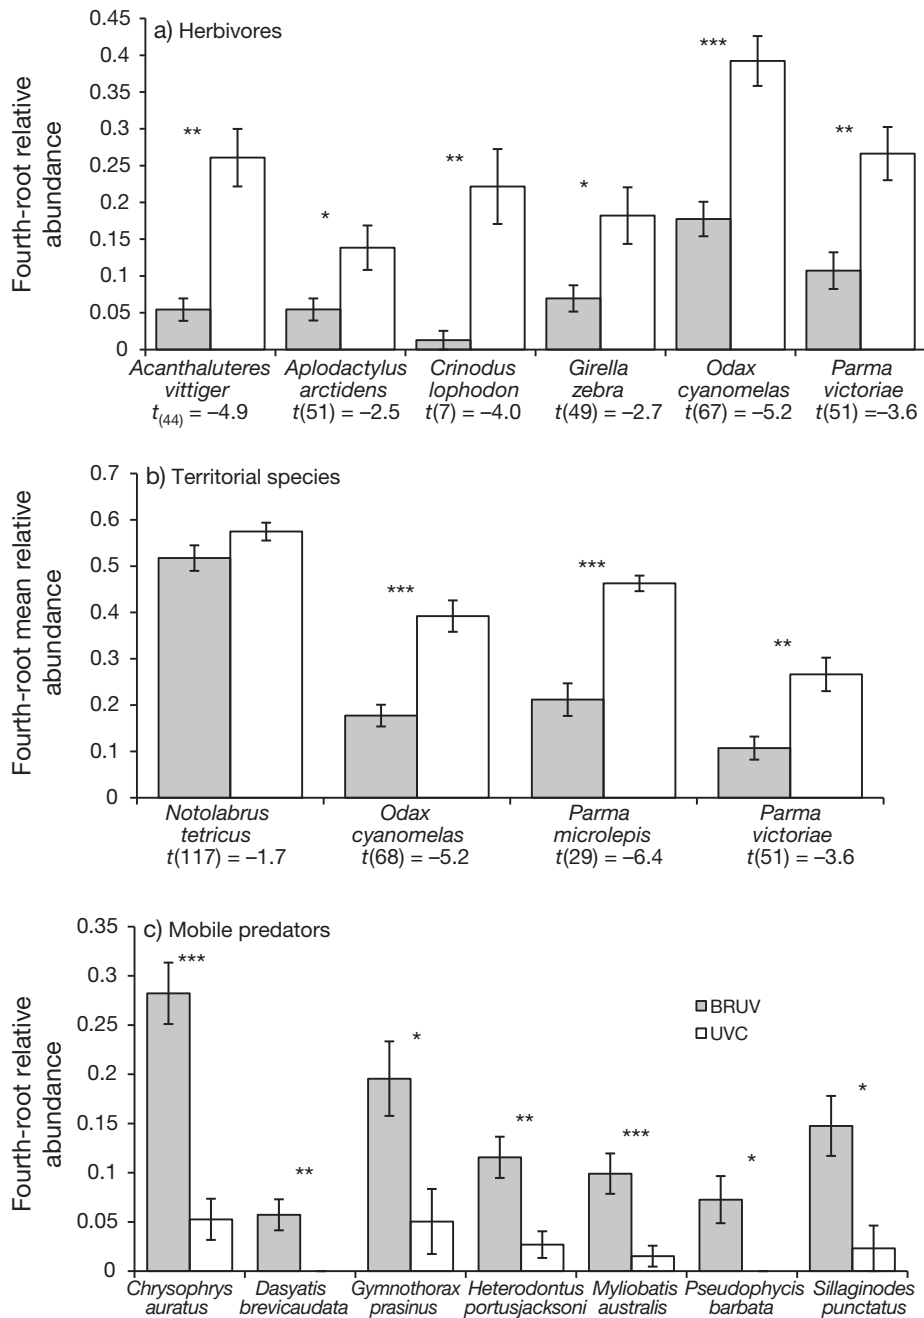 a) Herbivores
Fourth-root relative
abundance
0.45
0.4
0.35
0.3
0.25
0.2
0.15
0.1
0.05
0
**
*
**
*
***
**
Acanthaluteres
vittiger
t(44) = –4.9
Aplodactylus
arctidens
t(51) = –2.5
Crinodus
lophodon
t(7) = –4.0
Girella
zebra
t(49) = –2.7
Odax
cyanomelas
t(67) = –5.2
Parma
victoriae
t(51) = –3.6
b) Territorial species
Fourth-root mean relative
abundance
0.7
0.6
0.5
0.4
0.3
0.2
0.1
0
***
***
**
Notolabrus
tetricus
t(117) = –1.7
Odax
cyanomelas
t(68) = –5.2
Parma
microlepis
t(29) = –6.4
Parma
victoriae
t(51) = –3.6
c) Mobile predators
Fourth-root relative
abundance
0.35
0.3
0.25
0.2
0.15
0.1
0.05
0
***
**
*
**
***
*
*
BRUV
UVC
Chrysophrys
auratus
Dasyatis
brevicaudata
Gymnothorax
prasinus
Heterodontus
portusjacksoni
Myliobatis
australis
Pseudophycis
barbata
Sillaginodes
punctatus